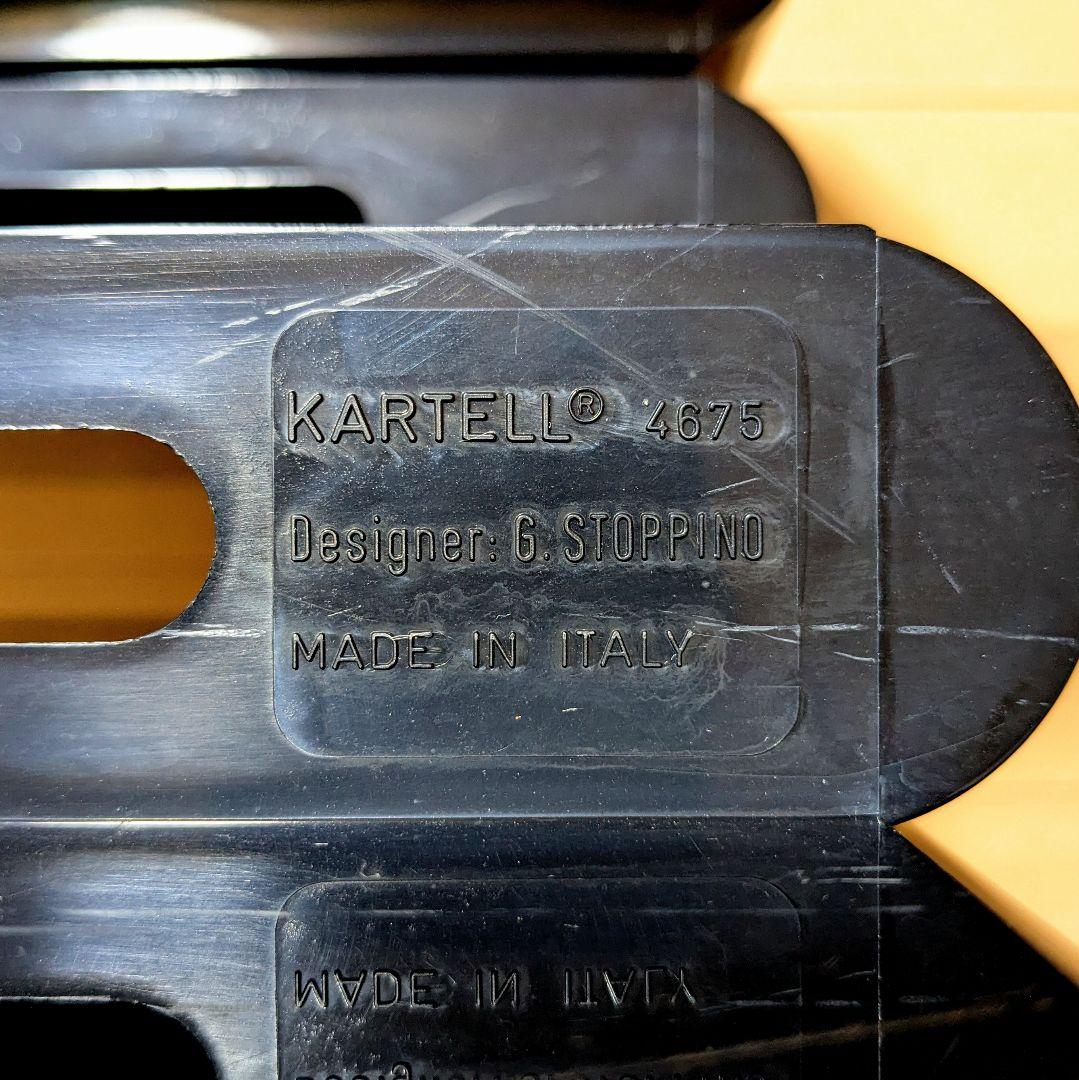 KARTELL® 4675
Designer: G. STOPPINO
MADE IN ITALY
MADE IN ITALY